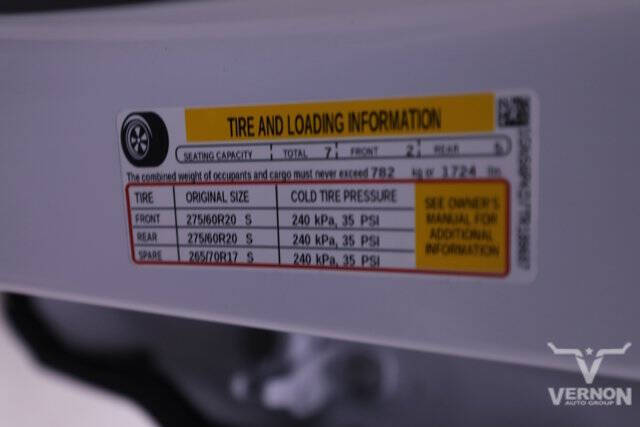 TIRE AND LOADING INFORMATION
SEATING CAPACITY TOTAL 7 FRONT 2 REAR 5
The combined weight of occupants and cargo must never exceed 782 kg or 1724 lbs.
TIRE ORIGINAL SIZE COLD TIRE PRESSURE
FRONT 275/60R20 S 240 kPa, 35 PSI
REAR 275/60R20 S 240 kPa, 35 PSI
SPARE 265/70R17 S 240 kPa, 35 PSI
SEE OWNER'S
MANUAL FOR
ADDITIONAL
INFORMATION
VERNON
AUTO GROUP